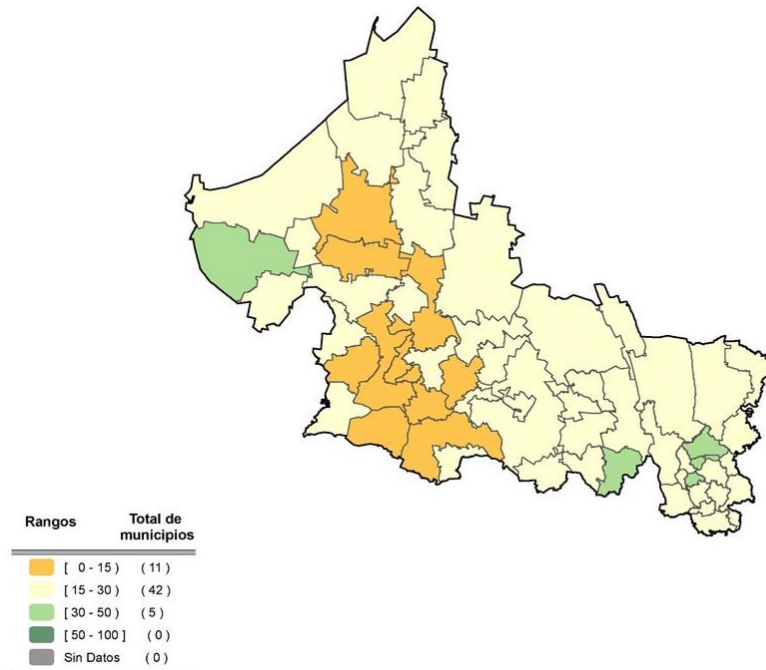 Rangos Total de
municipios
[ 0 - 15 ) ( 11 )
[ 15 - 30 ) ( 42 )
[ 30 - 50 ) ( 5 )
[ 50 - 100 ] ( 0 )
Sin Datos ( 0 )